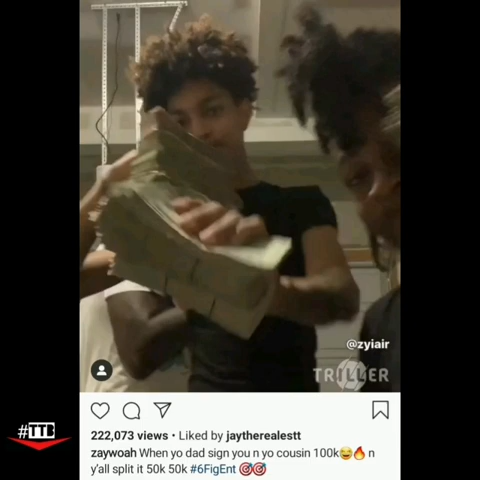 @zyiair
TRILLER
#TTB
222,073 views • Liked by jaytherealestt
zaywoah When yo dad sign you n yo cousin 100k😂🔥 n
y'all split it 50k 50k #6FigEnt 🎯🎯